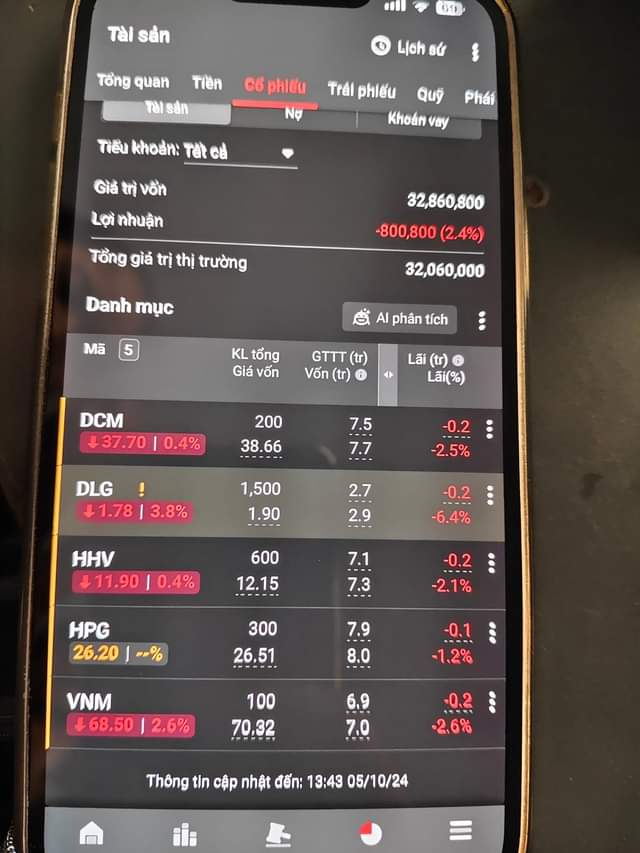 Tài sản
Lịch sử
Tổng quan Tiền Cổ phiếu Trái phiếu Quỹ Phái
Tài sản Nợ Khoản vay
Tiểu khoản: Tất cả
Giá trị vốn 32,860,800
Lợi nhuận -800,800 (2.4%)
Tổng giá trị thị trường 32,060,000
Danh mục AI phân tích
Mã 5 KL tổng GTTT (tr) Lãi (tr)
Giá vốn Vốn (tr) Lãi(%)
DCM 200 7.5 -0.2
37.70 | 0.4% 38.66 7.7 -2.5%
DLG ! 1,500 2.7 -0.2
1.78 | 3.8% 1.90 2.9 -6.4%
HHV 600 7.1 -0.2
11.90 | 0.4% 12.15 7.3 -2.1%
HPG 300 7.9 -0.1
26.20 | --% 26.51 8.0 -1.2%
VNM 100 6.9 -0.2
68.50 | 2.6% 70.32 7.0 -2.6%
Thông tin cập nhật đến: 13:43 05/10/24